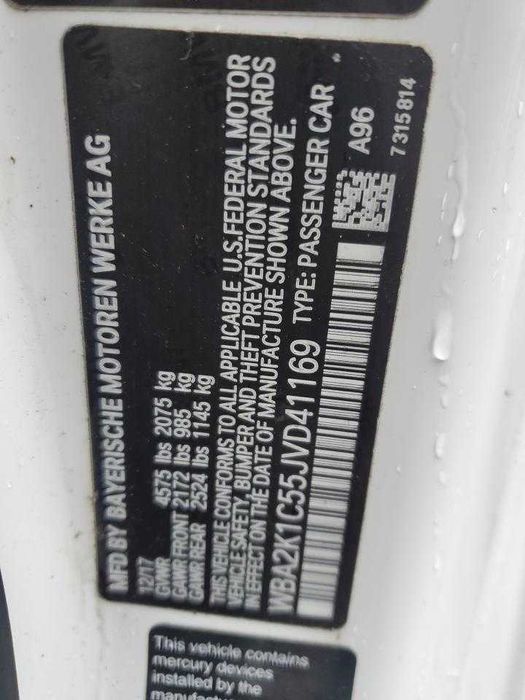 MFD BY BAYERISCHE MOTOREN WERKE AG
12/17
GVWR 4575 lbs 2075 kg
GAWR FRONT 2172 lbs 985 kg
GAWR REAR 2524 lbs 1145 kg
THIS VEHICLE CONFORMS TO ALL APPLICABLE U.S.FEDERAL MOTOR
VEHICLE SAFETY, BUMPER AND THEFT PREVENTION STANDARDS
IN EFFECT ON THE DATE OF MANUFACTURE SHOWN ABOVE.
WBA2K1C55JVD41169 TYPE: PASSENGER CAR
A96
7 315 814
This vehicle contains
mercury devices
installed by the